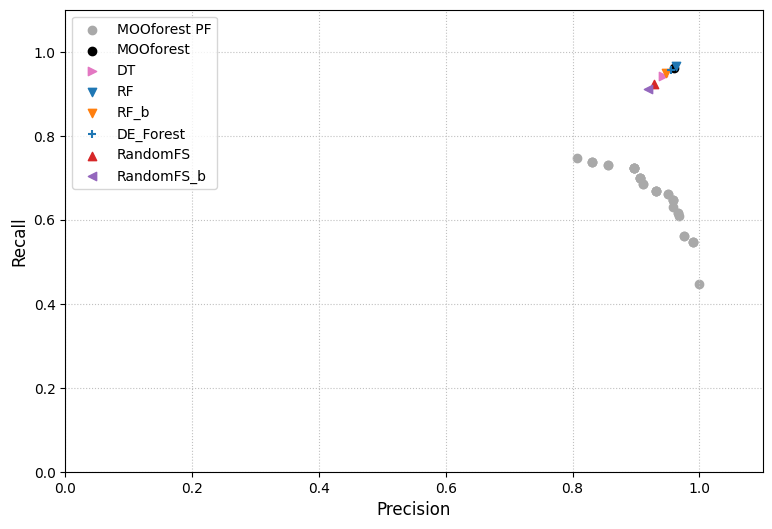 MOOforest PF
MOOforest
DT
RF
RF_b
DE_Forest
RandomFS
RandomFS_b
1.0
0.8
0.6
0.4
0.2
0.0
Recall
0.0 0.2 0.4 0.6 0.8 1.0
Precision